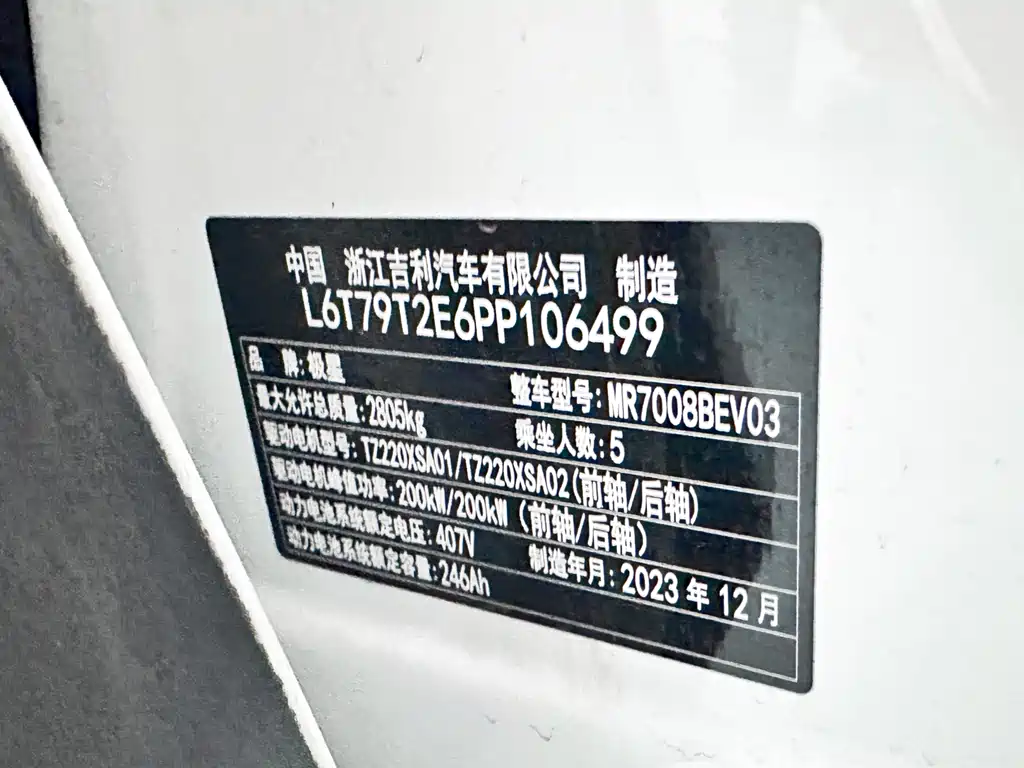 中国 浙江吉利汽车有限公司 制造
L6T79T2E6PP106499
品 牌:极星 整车型号:MR7008BEV03
最大允许总质量:2805kg 乘坐人数:5
驱动电机型号:TZ220XSA01/TZ220XSA02(前轴/后轴)
驱动电机峰值功率:200kW/200kW (前轴/后轴)
动力电池系统额定电压:407V 制造年月:2023年12月
动力电池系统额定容量:246Ah